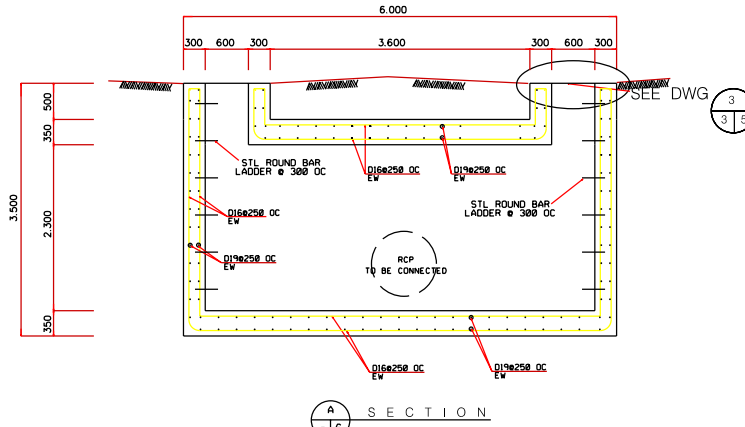 6.000
300 600 300 3.600 300 600 300
SEE DWG
3
3 5
500
350
3.500
2.300
350
STL ROUND BAR
LADDER @ 300 OC
D16@250 OC
EW
D19@250 OC
EW
STL ROUND BAR
LADDER @ 300 OC
D16@250 OC
EW
D19@250 OC
EW
RCP
TO BE CONNECTED
D16@250 OC
EW
D19@250 OC
EW
A
SECTION